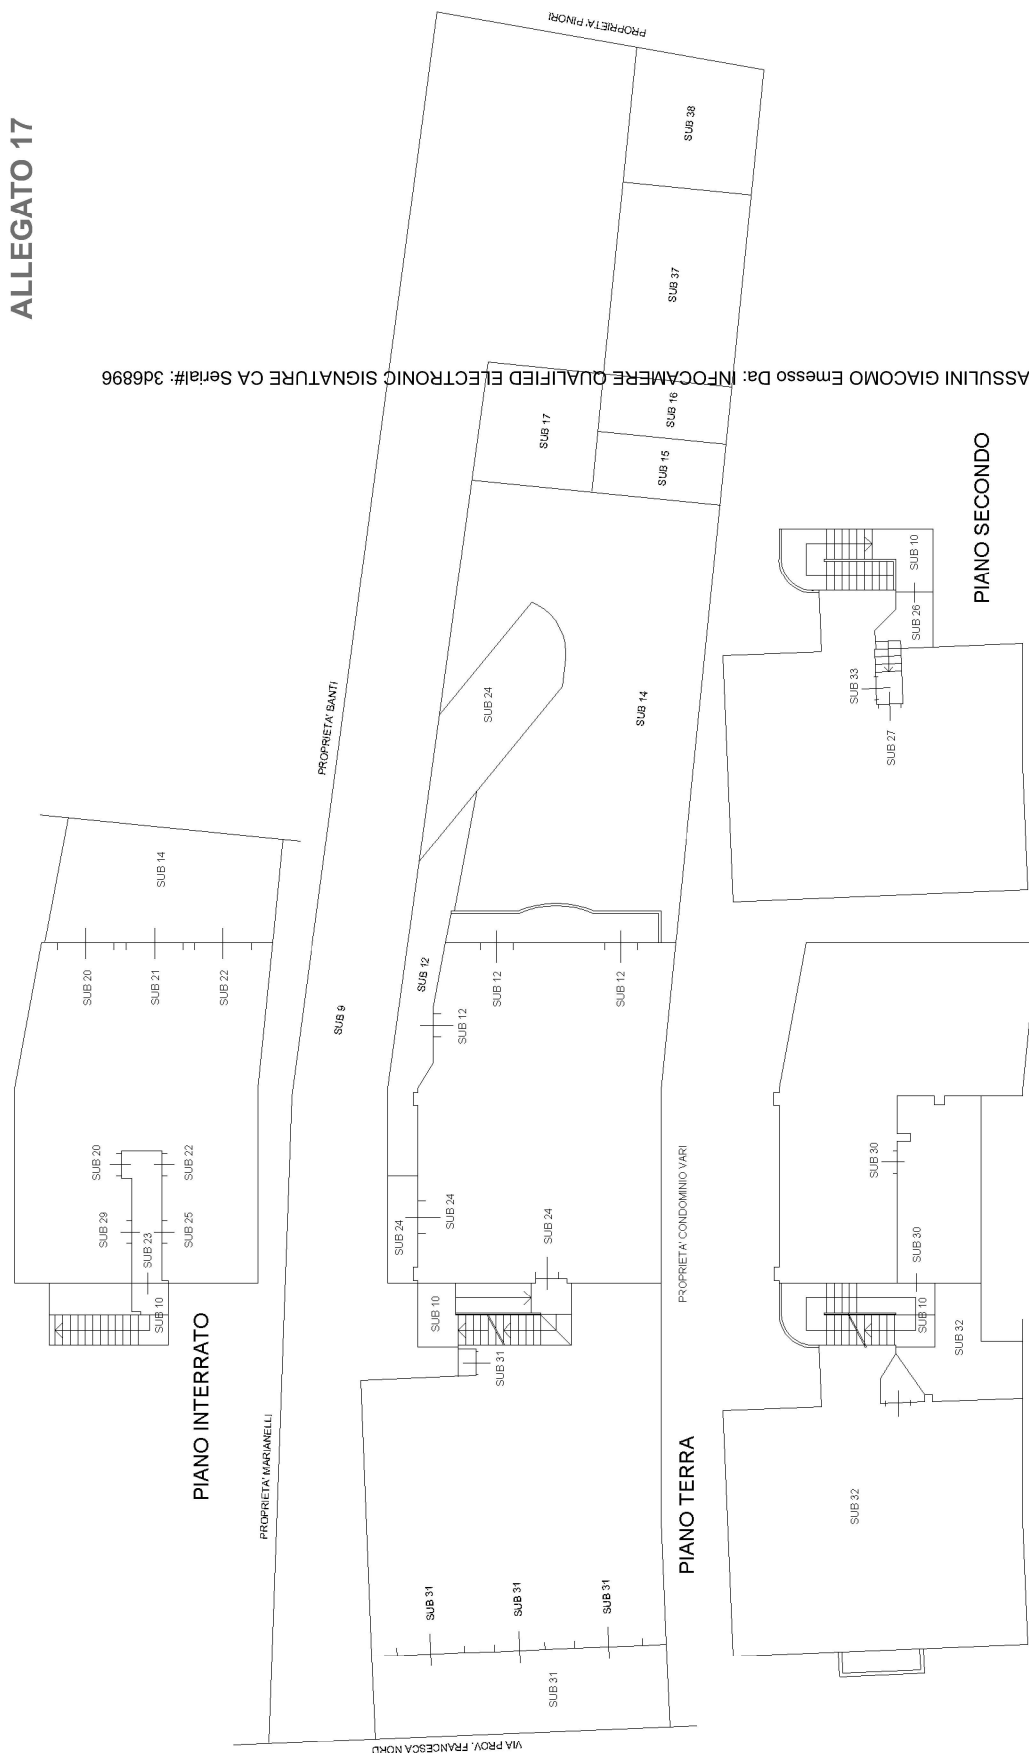 ALLEGATO 17
PROPRIETA' PINORI
SUB 38
SUB 37
ASSULINI GIACOMO Emesso Da: INFOCAMERE QUALIFIED ELECTRONIC SIGNATURE CA Serial#: 3d6896
SUB 17
SUB 16
SUB 15
PROPRIETA' BANTI
SUB 24
SUB 14
SUB 10
SUB 26
SUB 33
SUB 27
PIANO SECONDO
SUB 14
SUB 20
SUB 21
SUB 22
SUB 20
SUB 22
SUB 29
SUB 25
SUB 23
SUB 10
PIANO INTERRATO
SUB 9
SUB 12
SUB 12
SUB 12
SUB 12
SUB 24
SUB 24
SUB 24
SUB 10
SUB 31
PROPRIETA' CONDOMINIO VARI
PROPRIETA' MARIANELLI
PIANO TERRA
SUB 31
SUB 31
SUB 31
SUB 31
VIA PROV. FRANCESCA NORD
SUB 30
SUB 30
SUB 10
SUB 32
SUB 32